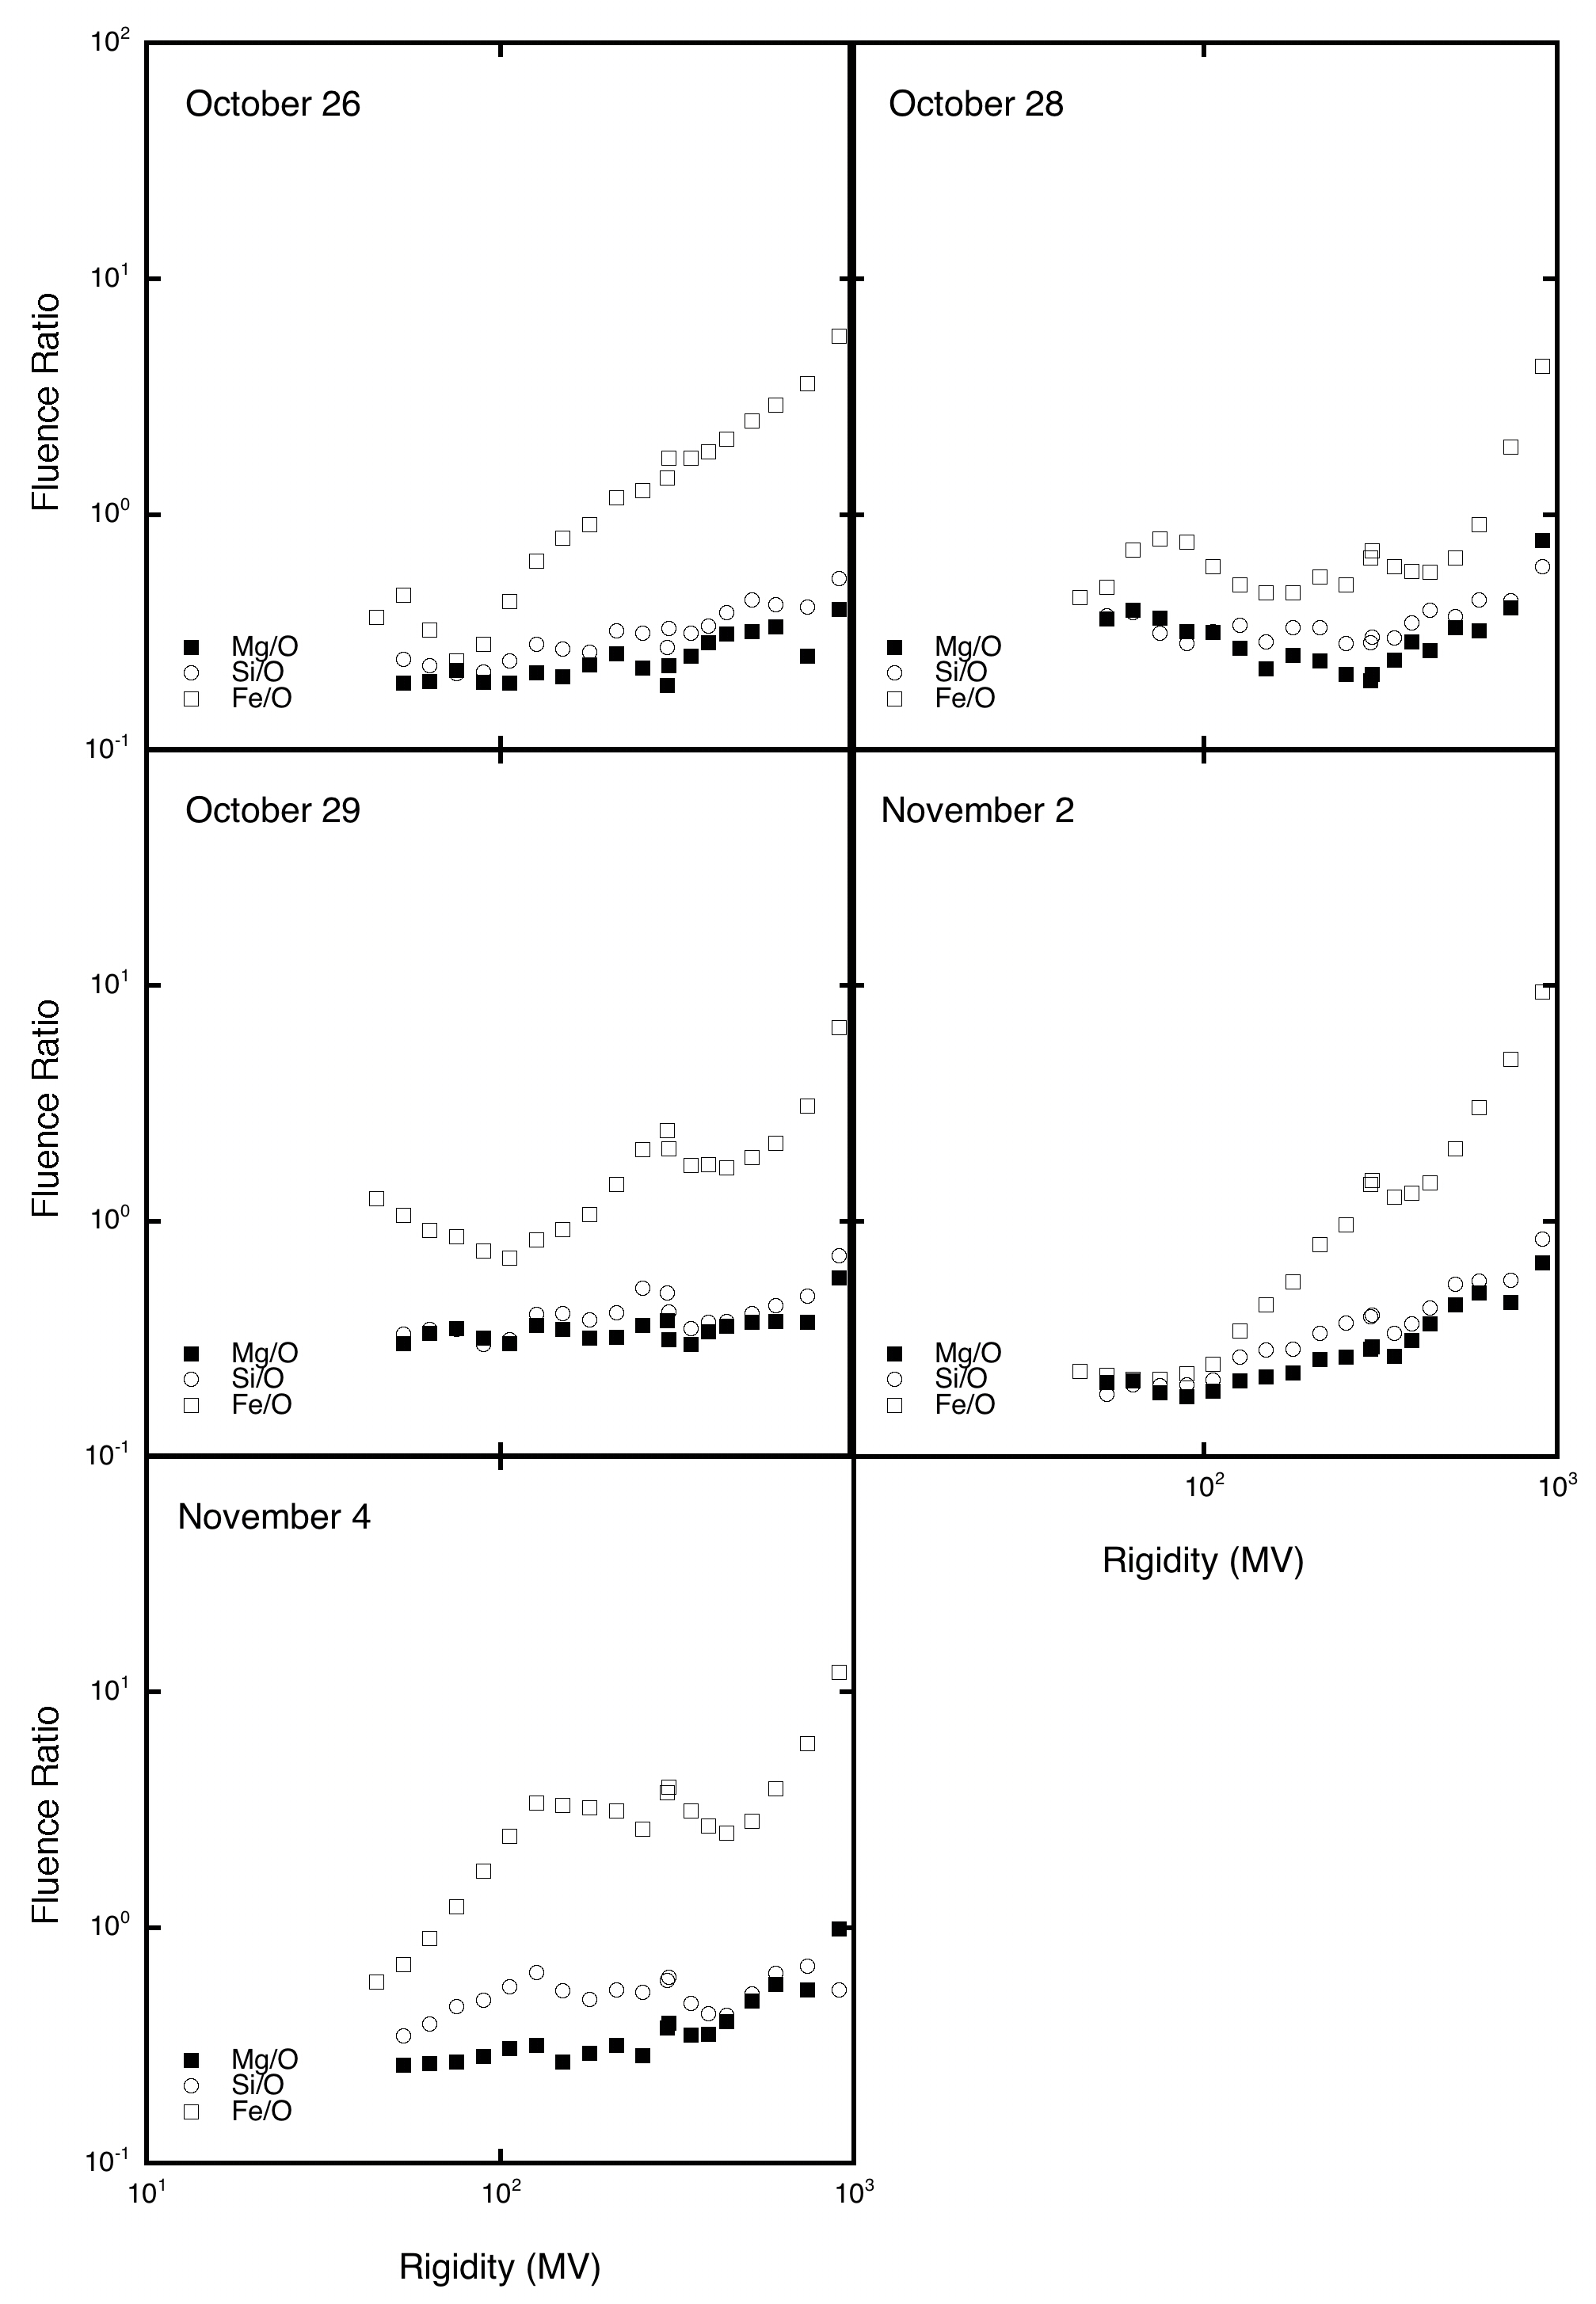 10²
October 26
October 28
10¹
Fluence Ratio
10⁰
Mg/O
Si/O
Fe/O
Mg/O
Si/O
Fe/O
10⁻¹
October 29
November 2
10¹
Fluence Ratio
10⁰
Mg/O
Si/O
Fe/O
Mg/O
Si/O
Fe/O
10⁻¹
10² 10³
Rigidity (MV)
November 4
10¹
Fluence Ratio
10⁰
Mg/O
Si/O
Fe/O
10⁻¹
10¹ 10² 10³
Rigidity (MV)